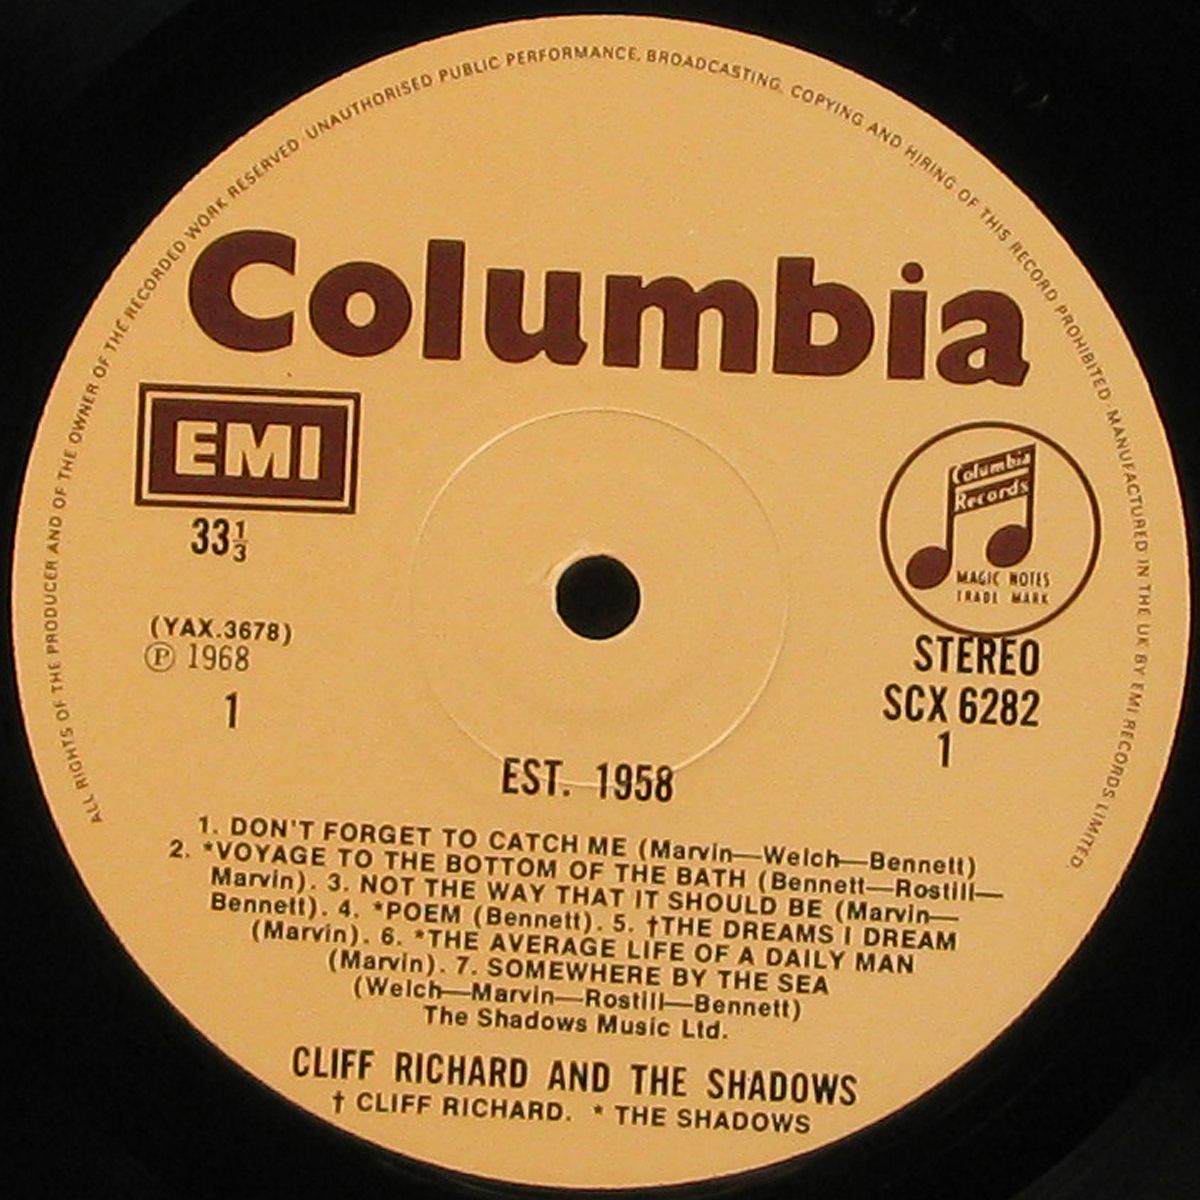 ALL RIGHTS OF THE PRODUCER AND OF THE OWNER OF THE RECORDED WORK RESERVED. UNAUTHORISED PUBLIC PERFORMANCE, BROADCASTING, COPYING AND HIRING OF THIS RECORD PROHIBITED. MANUFACTURED IN THE UK BY EMI RECORDS LIMITED.
Columbia
EMI
33⅓
Columbia
Records
MAGIC NOTES
TRADE MARK
(YAX.3678)
℗ 1968
1
STEREO
SCX 6282
1
EST. 1958
1. DON'T FORGET TO CATCH ME (Marvin—Welch—Bennett)
2. *VOYAGE TO THE BOTTOM OF THE BATH (Bennett—Rostill—
Marvin). 3. NOT THE WAY THAT IT SHOULD BE (Marvin—
Bennett). 4. *POEM (Bennett). 5. †THE DREAMS I DREAM
(Marvin). 6. *THE AVERAGE LIFE OF A DAILY MAN
(Marvin). 7. SOMEWHERE BY THE SEA
(Welch—Marvin—Rostill—Bennett)
The Shadows Music Ltd.
CLIFF RICHARD AND THE SHADOWS
† CLIFF RICHARD. * THE SHADOWS